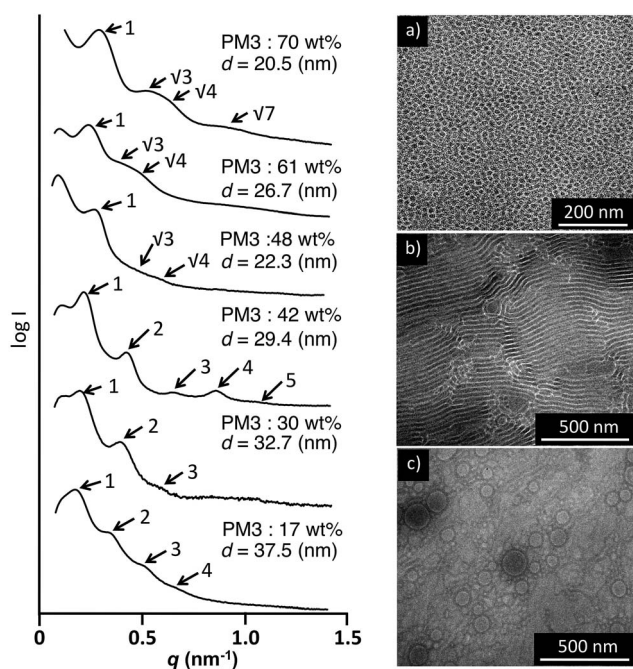 1
PM3 : 70 wt%
d = 20.5 (nm)
√3
√4
√7
1
PM3 : 61 wt%
d = 26.7 (nm)
√3
√4
1
PM3 :48 wt%
d = 22.3 (nm)
√3
√4
1
PM3 : 42 wt%
d = 29.4 (nm)
2
3
4
5
1
PM3 : 30 wt%
d = 32.7 (nm)
2
3
1
PM3 : 17 wt%
d = 37.5 (nm)
2
3
4
log I
0
0.5
1.0
1.5
q (nm⁻¹)
a)
200 nm
b)
500 nm
c)
500 nm